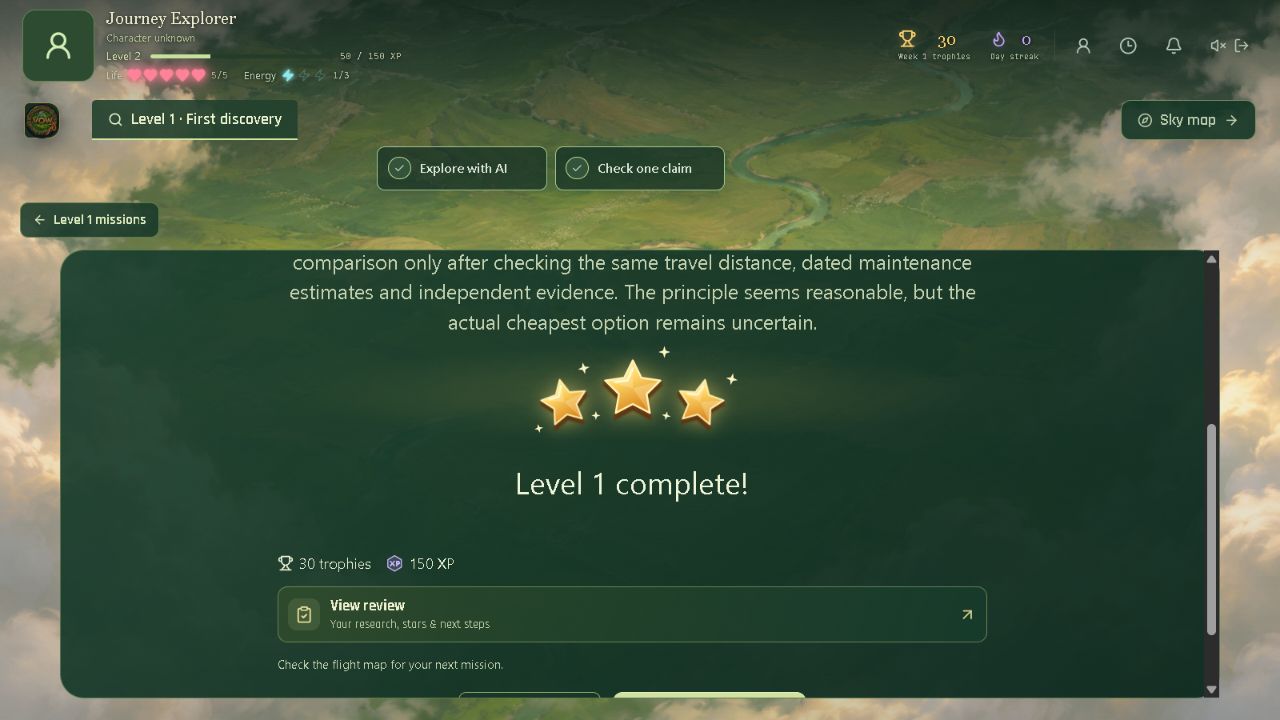 Journey Explorer
Character unknown
Level 2
50 / 150 XP
Life
5/5
Energy
1/3
30
Week 1 trophies
0
Day streak
VOW
Level 1 · First discovery
Sky map
Explore with AI
Check one claim
Level 1 missions
comparison only after checking the same travel distance, dated maintenance
estimates and independent evidence. The principle seems reasonable, but the
actual cheapest option remains uncertain.
Level 1 complete!
30 trophies
XP
150 XP
View review
Your research, stars & next steps
Check the flight map for your next mission.